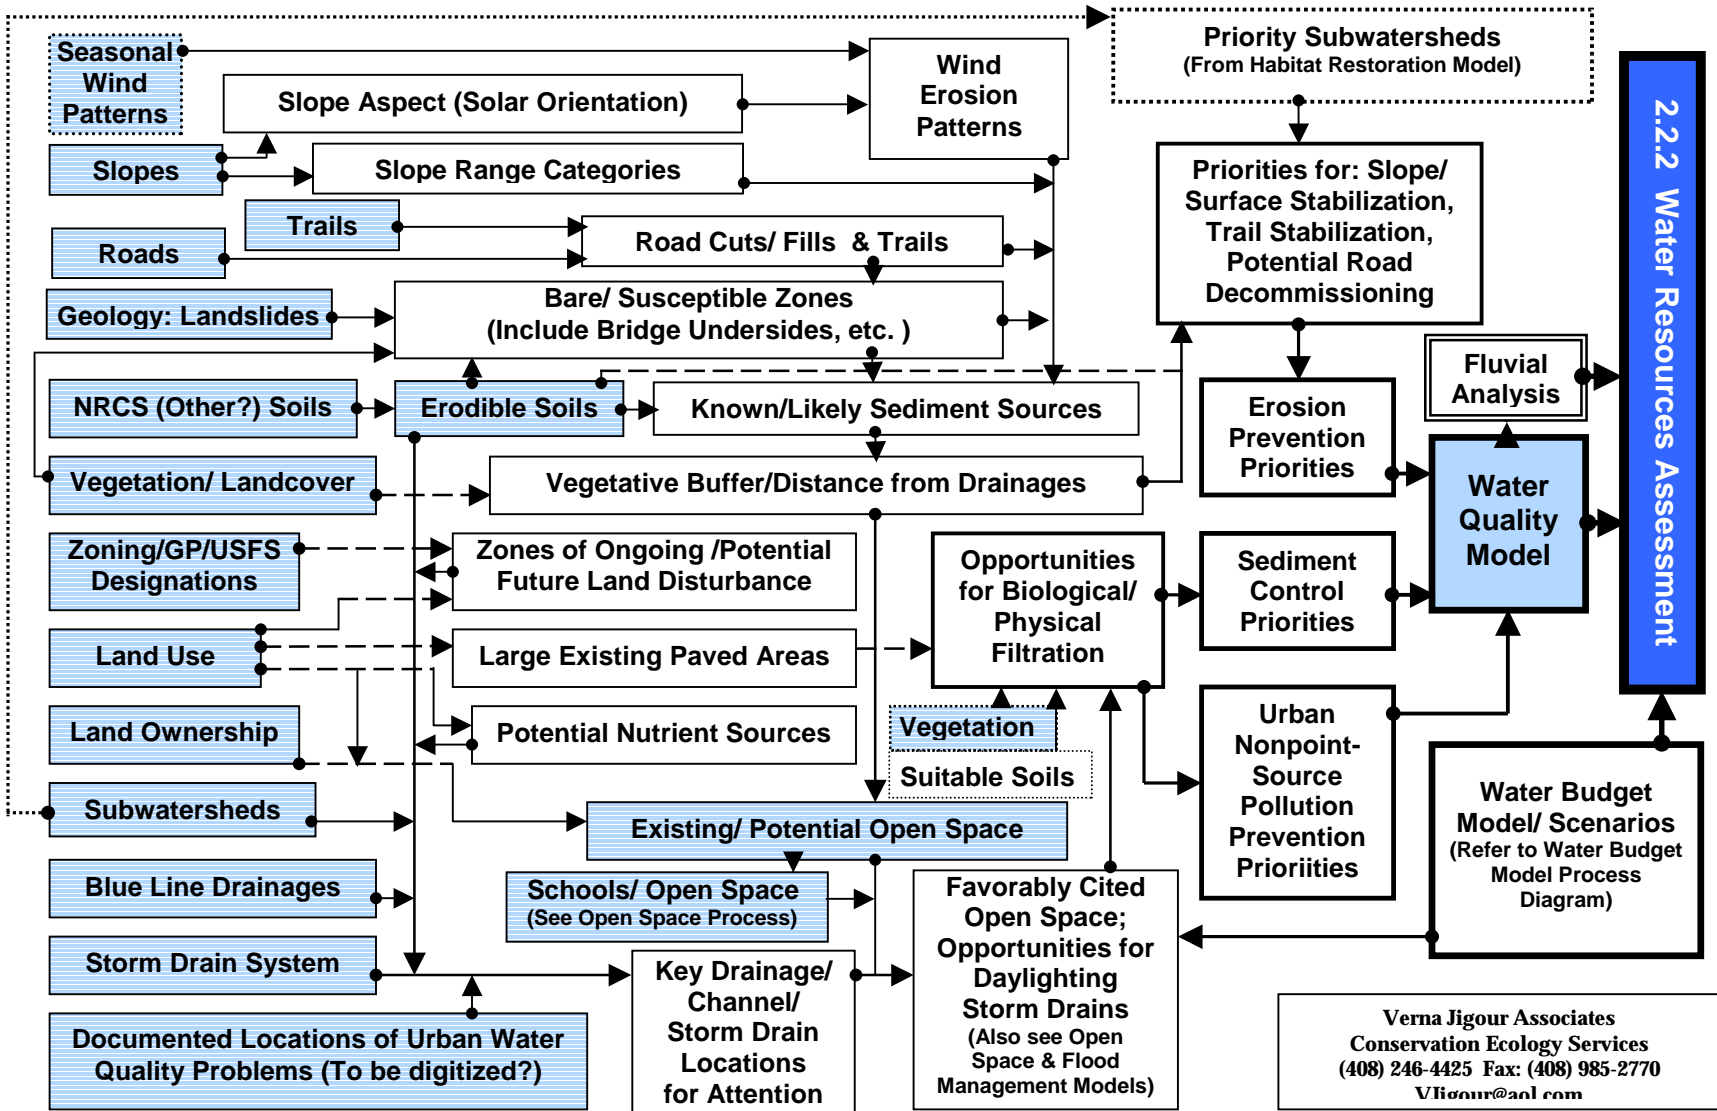 Seasonal
Wind
Patterns
Slope Aspect (Solar Orientation)
Wind
Erosion
Patterns
Priority Subwatersheds
(From Habitat Restoration Model)
2.2.2 Water Resources Assessment
Slopes
Slope Range Categories
Priorities for: Slope/
Surface Stabilization,
Trail Stabilization,
Potential Road
Decommissioning
Trails
Roads
Road Cuts/ Fills & Trails
Geology: Landslides
Bare/ Susceptible Zones
(Include Bridge Undersides, etc. )
Fluvial
Analysis
NRCS (Other?) Soils
Erodible Soils
Known/Likely Sediment Sources
Erosion
Prevention
Priorities
Vegetation/ Landcover
Vegetative Buffer/Distance from Drainages
Water
Quality
Model
Zoning/GP/USFS
Designations
Zones of Ongoing /Potential
Future Land Disturbance
Opportunities
for Biological/
Physical
Filtration
Sediment
Control
Priorities
Land Use
Large Existing Paved Areas
Land Ownership
Potential Nutrient Sources
Vegetation
Suitable Soils
Urban
Nonpoint-
Source
Pollution
Prevention
Prioriities
Subwatersheds
Existing/ Potential Open Space
Water Budget
Model/ Scenarios
(Refer to Water Budget
Model Process
Diagram)
Blue Line Drainages
Schools/ Open Space
(See Open Space Process)
Favorably Cited
Open Space;
Opportunities for
Daylighting
Storm Drains
(Also see Open
Space & Flood
Management Models)
Storm Drain System
Key Drainage/
Channel/
Storm Drain
Locations
for Attention
Documented Locations of Urban Water
Quality Problems (To be digitized?)
Verna Jigour Associates
Conservation Ecology Services
(408) 246-4425 Fax: (408) 985-2770
VJigour@aol.com